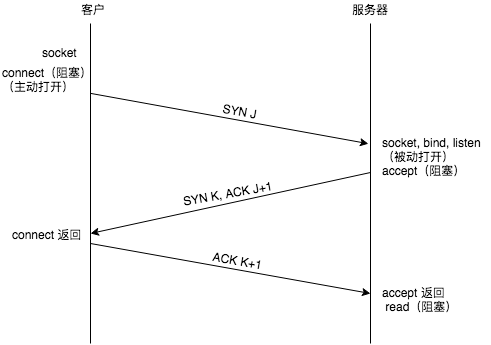 客户
服务器
socket
connect（阻塞）
（主动打开）
SYN J
socket, bind, listen
（被动打开）
accept（阻塞）
SYN K, ACK J+1
connect 返回
ACK K+1
accept 返回
read（阻塞）